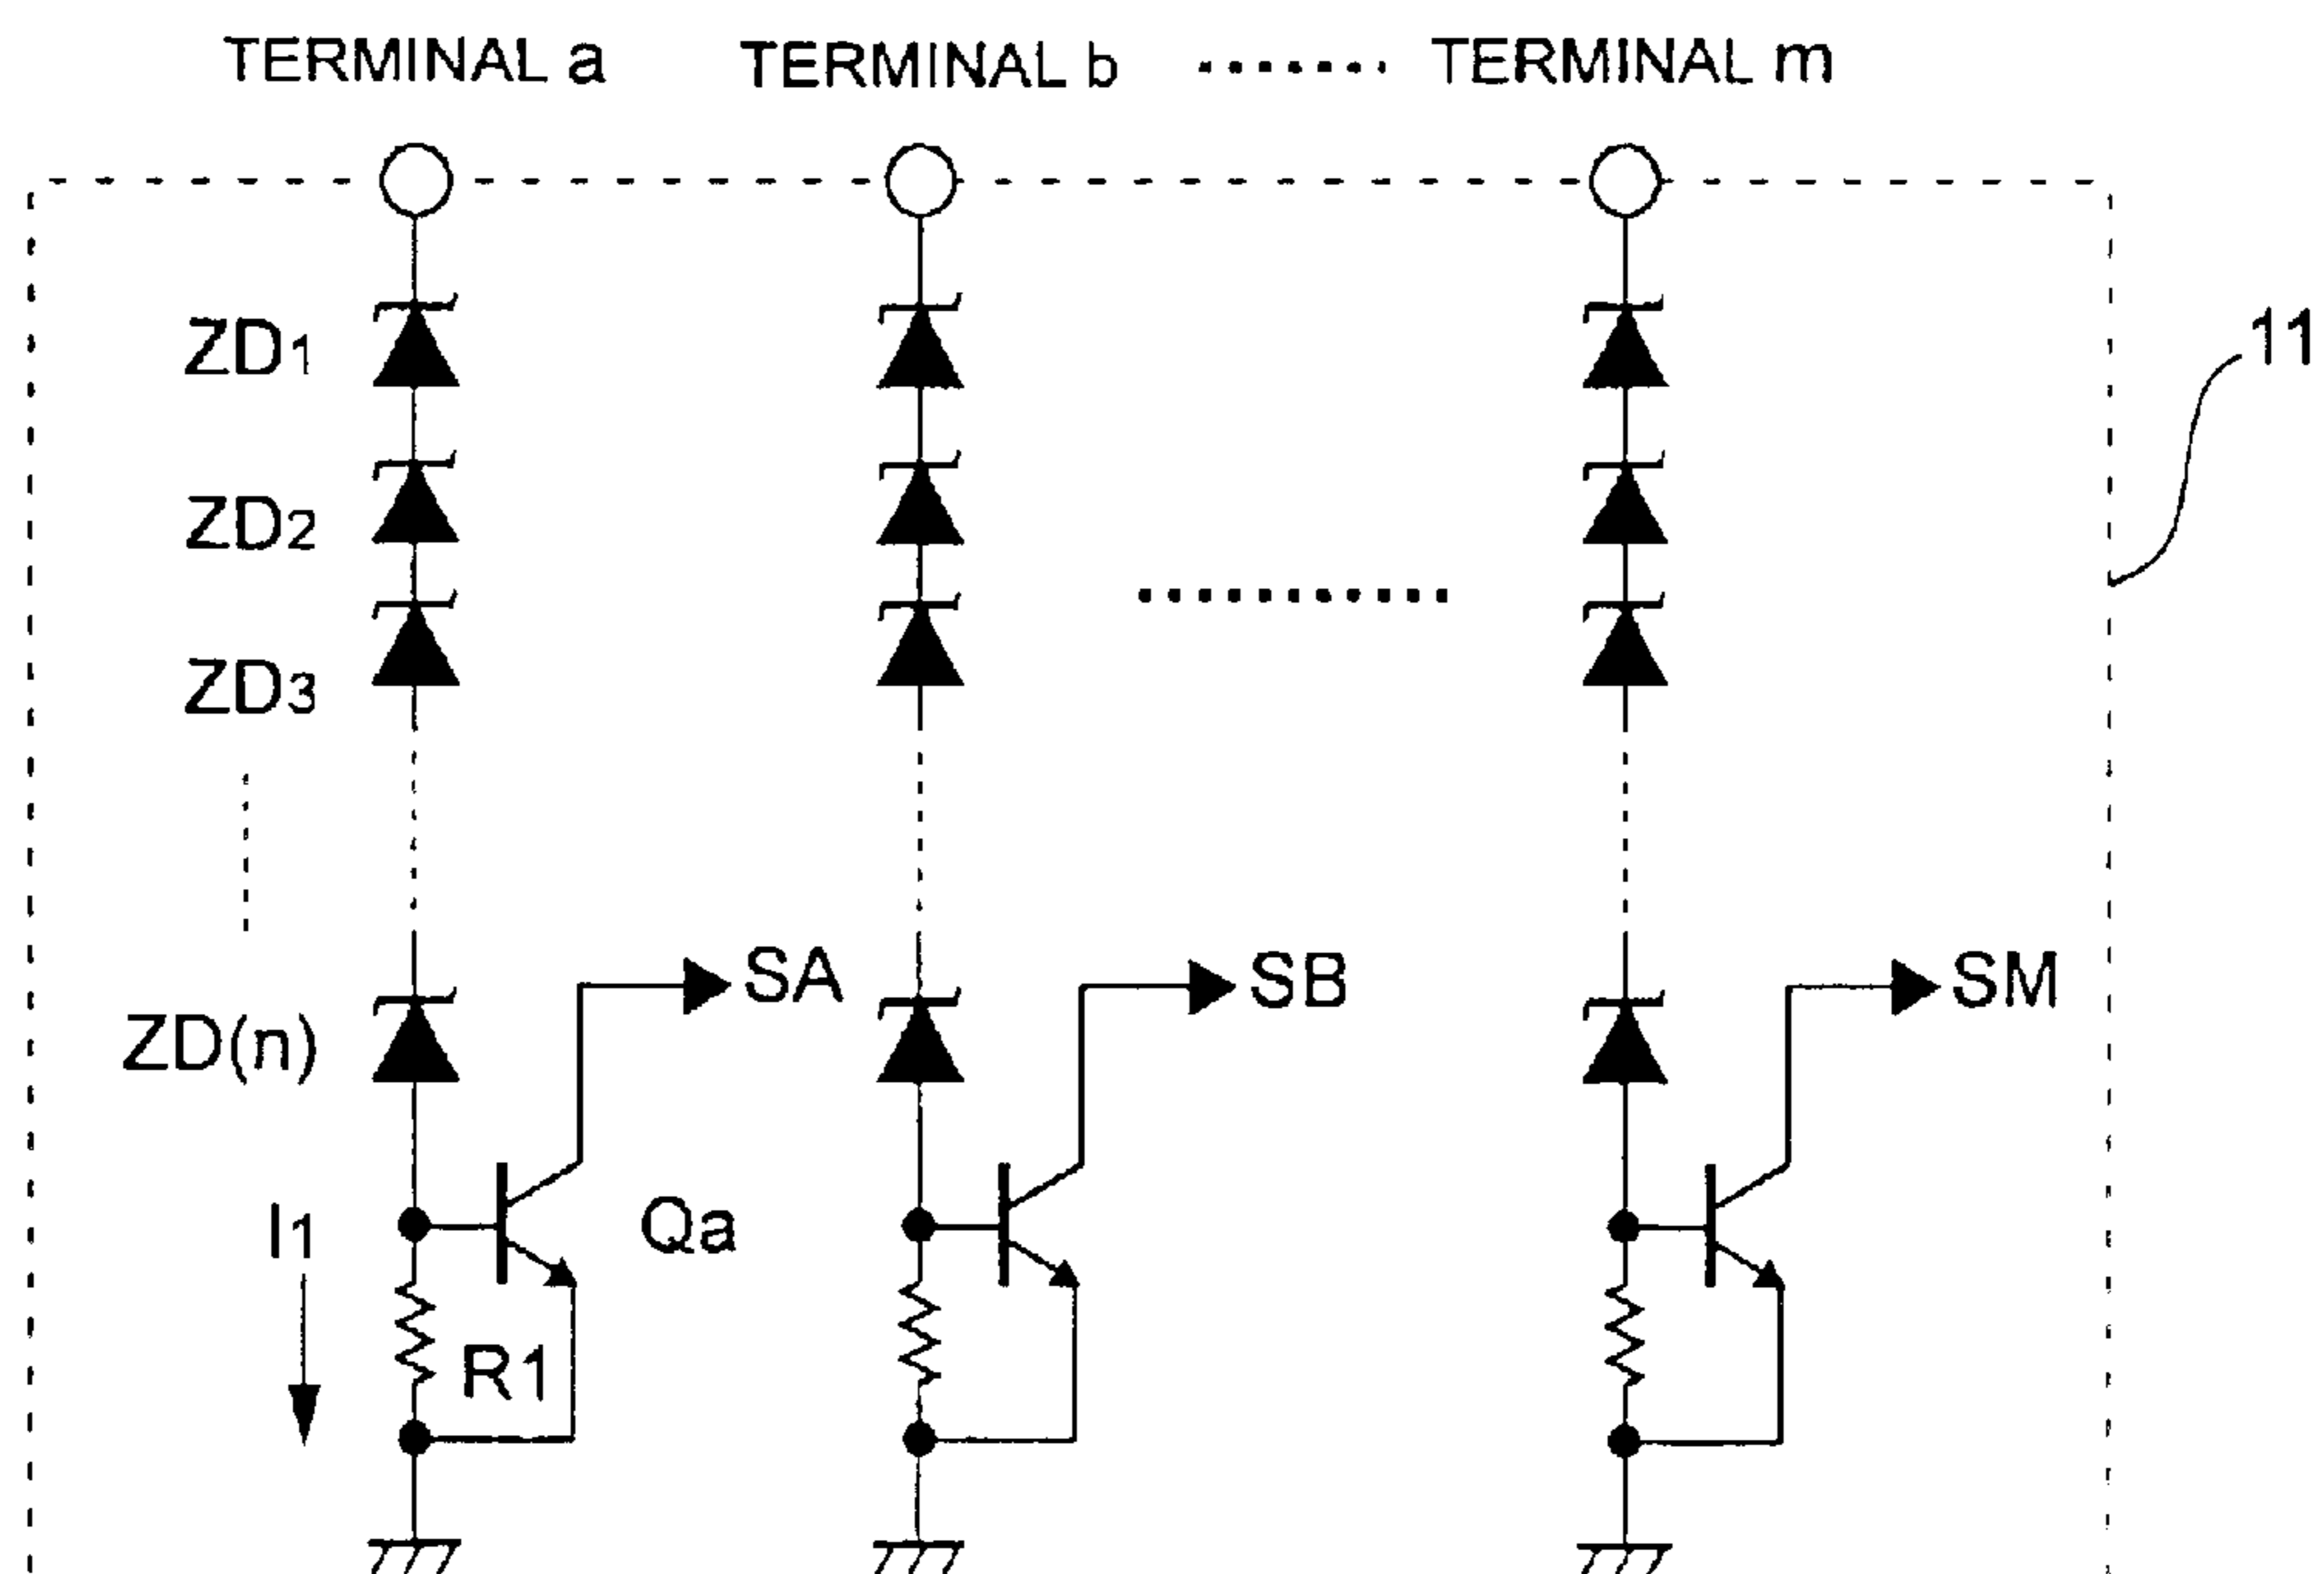 TERMINAL a TERMINAL b ........ TERMINAL m
11
ZD1
ZD2
ZD3
SA SB SM
ZD(n)
I1 Qa
R1